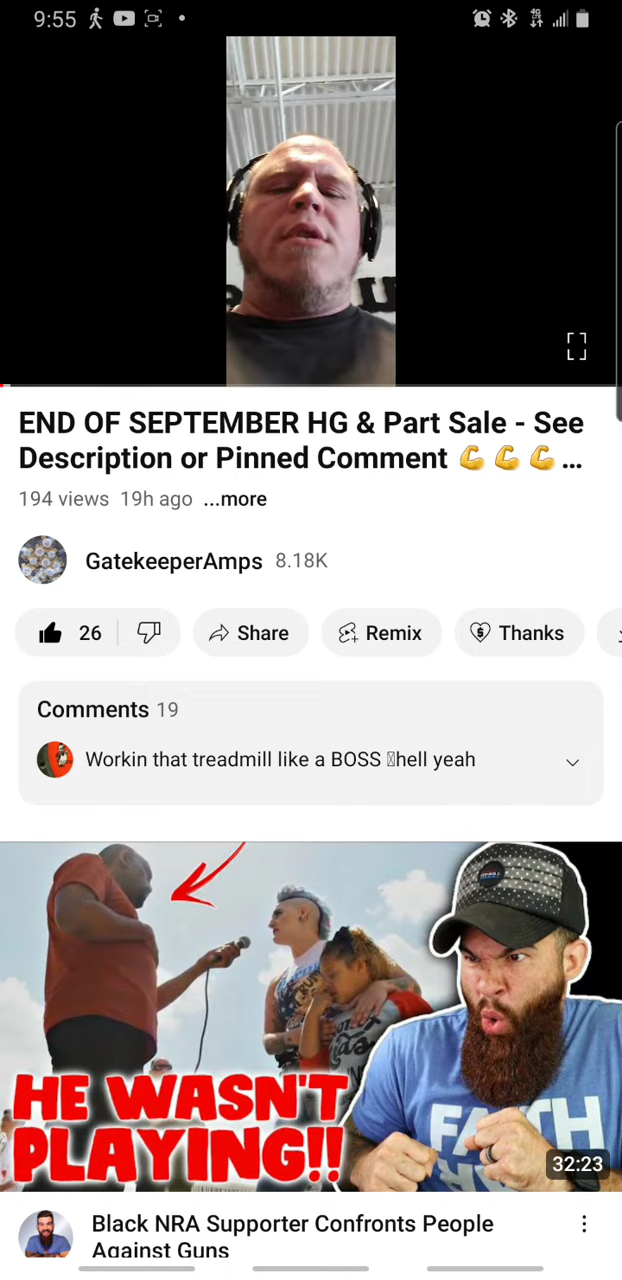 9:55
END OF SEPTEMBER HG & Part Sale - See
Description or Pinned Comment 💪 💪 💪 ...
194 views 19h ago ...more
GatekeeperAmps 8.18K
26 Share Remix Thanks
Comments 19
Workin that treadmill like a BOSS hell yeah
HE WASN'T
PLAYING!!
FAITH
32:23
Black NRA Supporter Confronts People
Against Guns